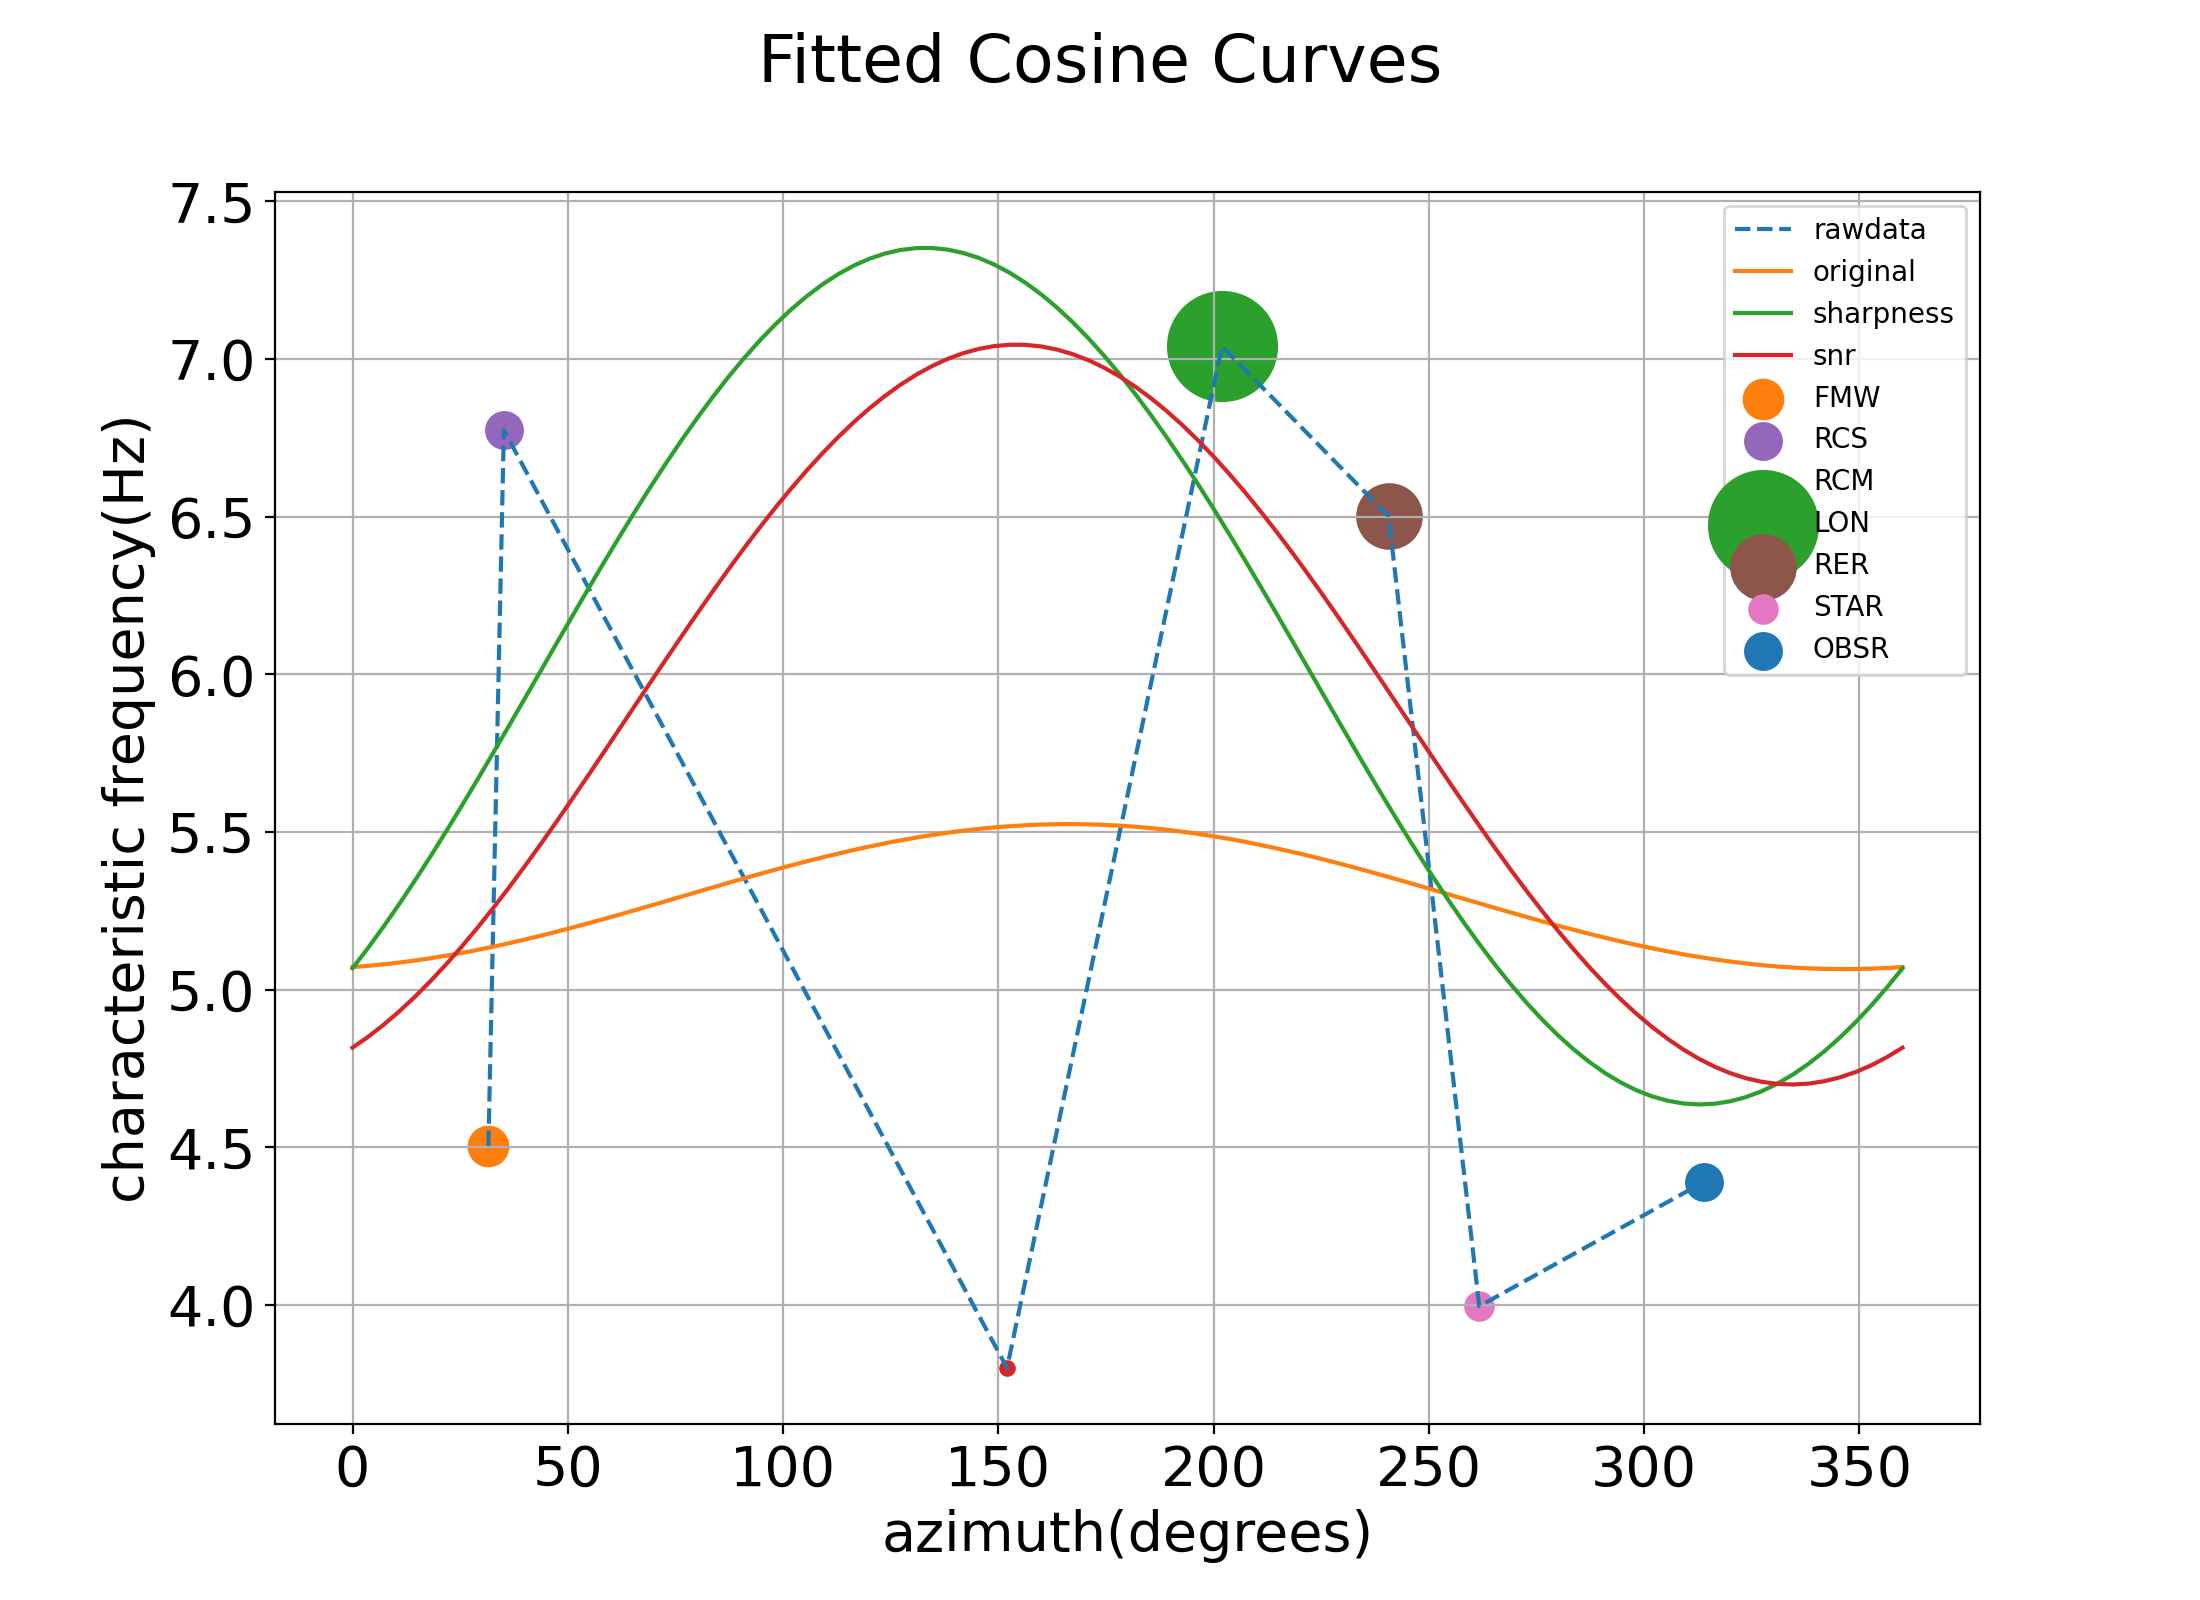 Fitted Cosine Curves
7.5
7.0
6.5
6.0
5.5
5.0
4.5
4.0
characteristic frequency(Hz)
rawdata
original
sharpness
snr
FMW
RCS
RCM
LON
RER
STAR
OBSR
0 50 100 150 200 250 300 350
azimuth(degrees)